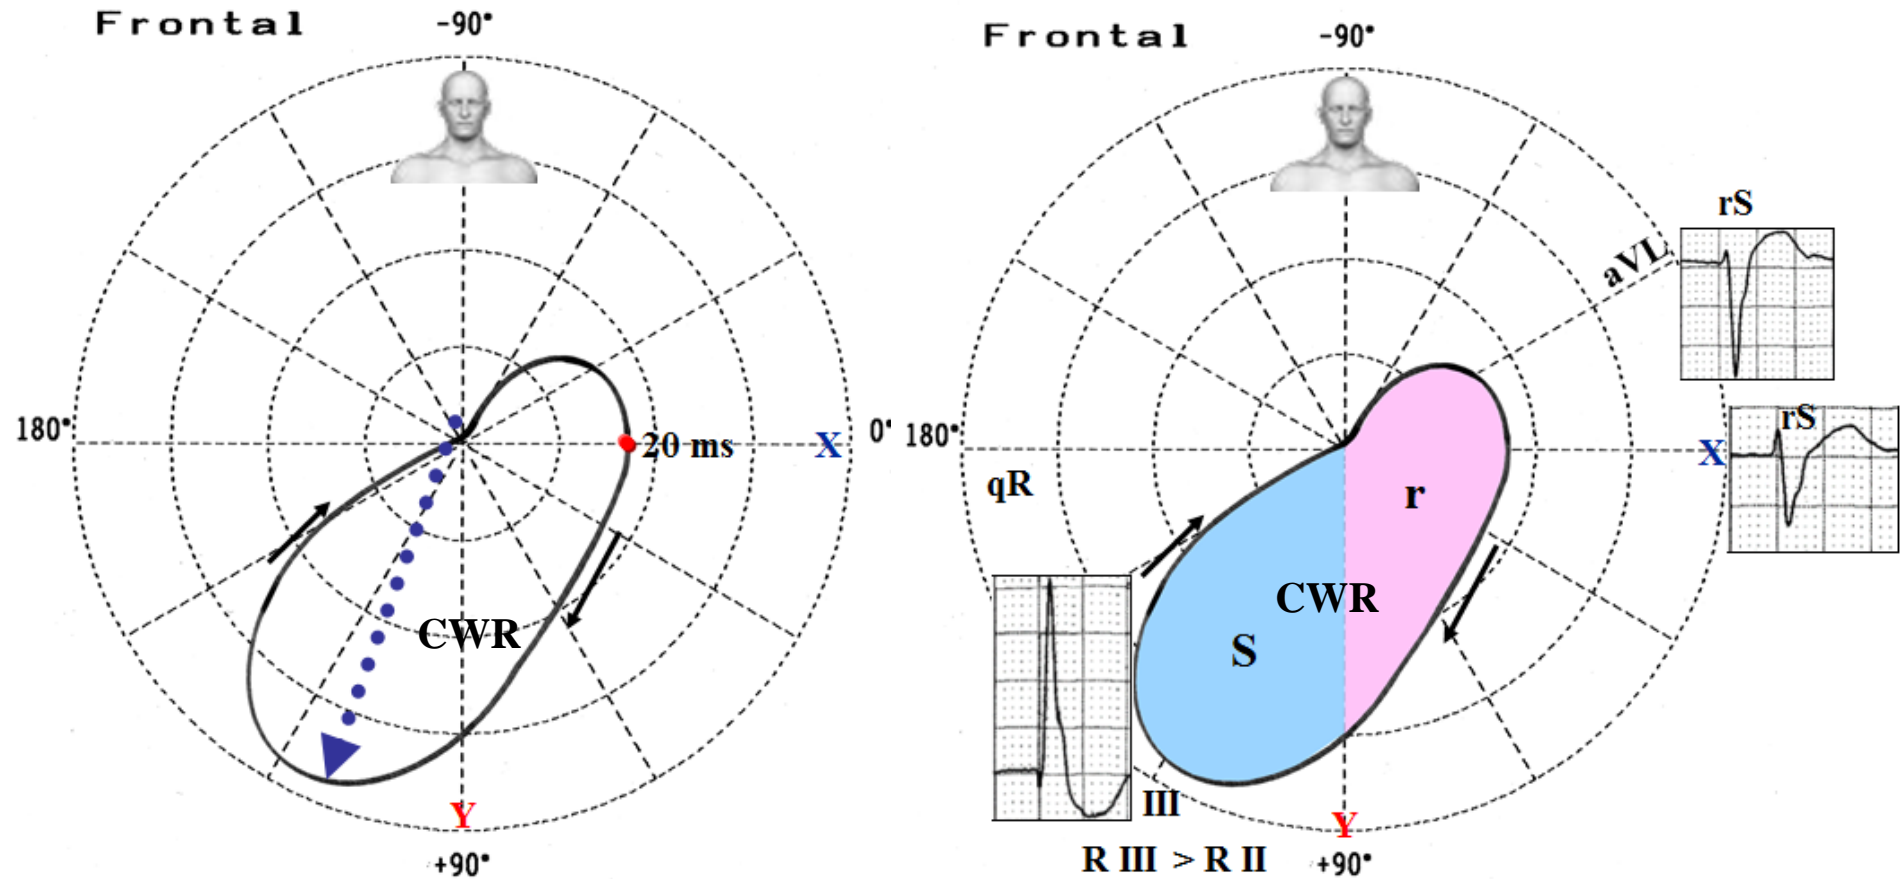 Frontal
-90°
180°
0°
20 ms
X
CWR
Y
+90°
Frontal
-90°
rS
aVL
180°
X
rS
qR
r
CWR
S
III
Y
R III > R II
+90°